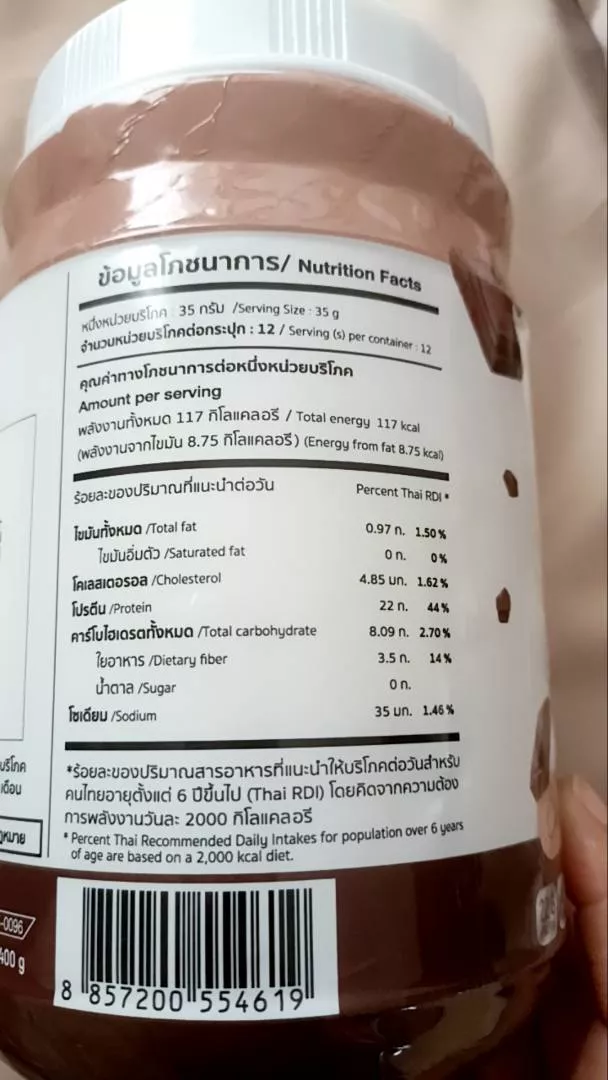 ข้อมูลโภชนาการ/ Nutrition Facts
หนึ่งหน่วยบริโภค : 35 กรัม /Serving Size : 35 g
จำนวนหน่วยบริโภคต่อกระปุก : 12 / Serving (s) per container : 12
คุณค่าทางโภชนาการต่อหนึ่งหน่วยบริโภค
Amount per serving
พลังงานทั้งหมด 117 กิโลแคลอรี / Total energy 117 kcal
(พลังงานจากไขมัน 8.75 กิโลแคลอรี) (Energy from fat 8.75 kcal)
ร้อยละของปริมาณที่แนะนำต่อวัน Percent Thai RDI *
ไขมันทั้งหมด /Total fat 0.97 ก. 1.50%
ไขมันอิ่มตัว /Saturated fat 0 ก. 0%
โคเลสเตอรอล /Cholesterol 4.85 มก. 1.62%
โปรตีน /Protein 22 ก. 44%
คาร์โบไฮเดรตทั้งหมด /Total carbohydrate 8.09 ก. 2.70%
ใยอาหาร /Dietary fiber 3.5 ก. 14%
น้ำตาล /Sugar 0 ก.
โซเดียม /Sodium 35 มก. 1.46%
*ร้อยละของปริมาณสารอาหารที่แนะนำให้บริโภคต่อวันสำหรับ
คนไทยอายุตั้งแต่ 6 ปีขึ้นไป (Thai RDI) โดยคิดจากความต้อง
การพลังงานวันละ 2000 กิโลแคลอรี
* Percent Thai Recommended Daily Intakes for population over 6 years
of age are based on a 2,000 kcal diet.
บริโภค
เดือน
-0096
400 g
8 857200 554619